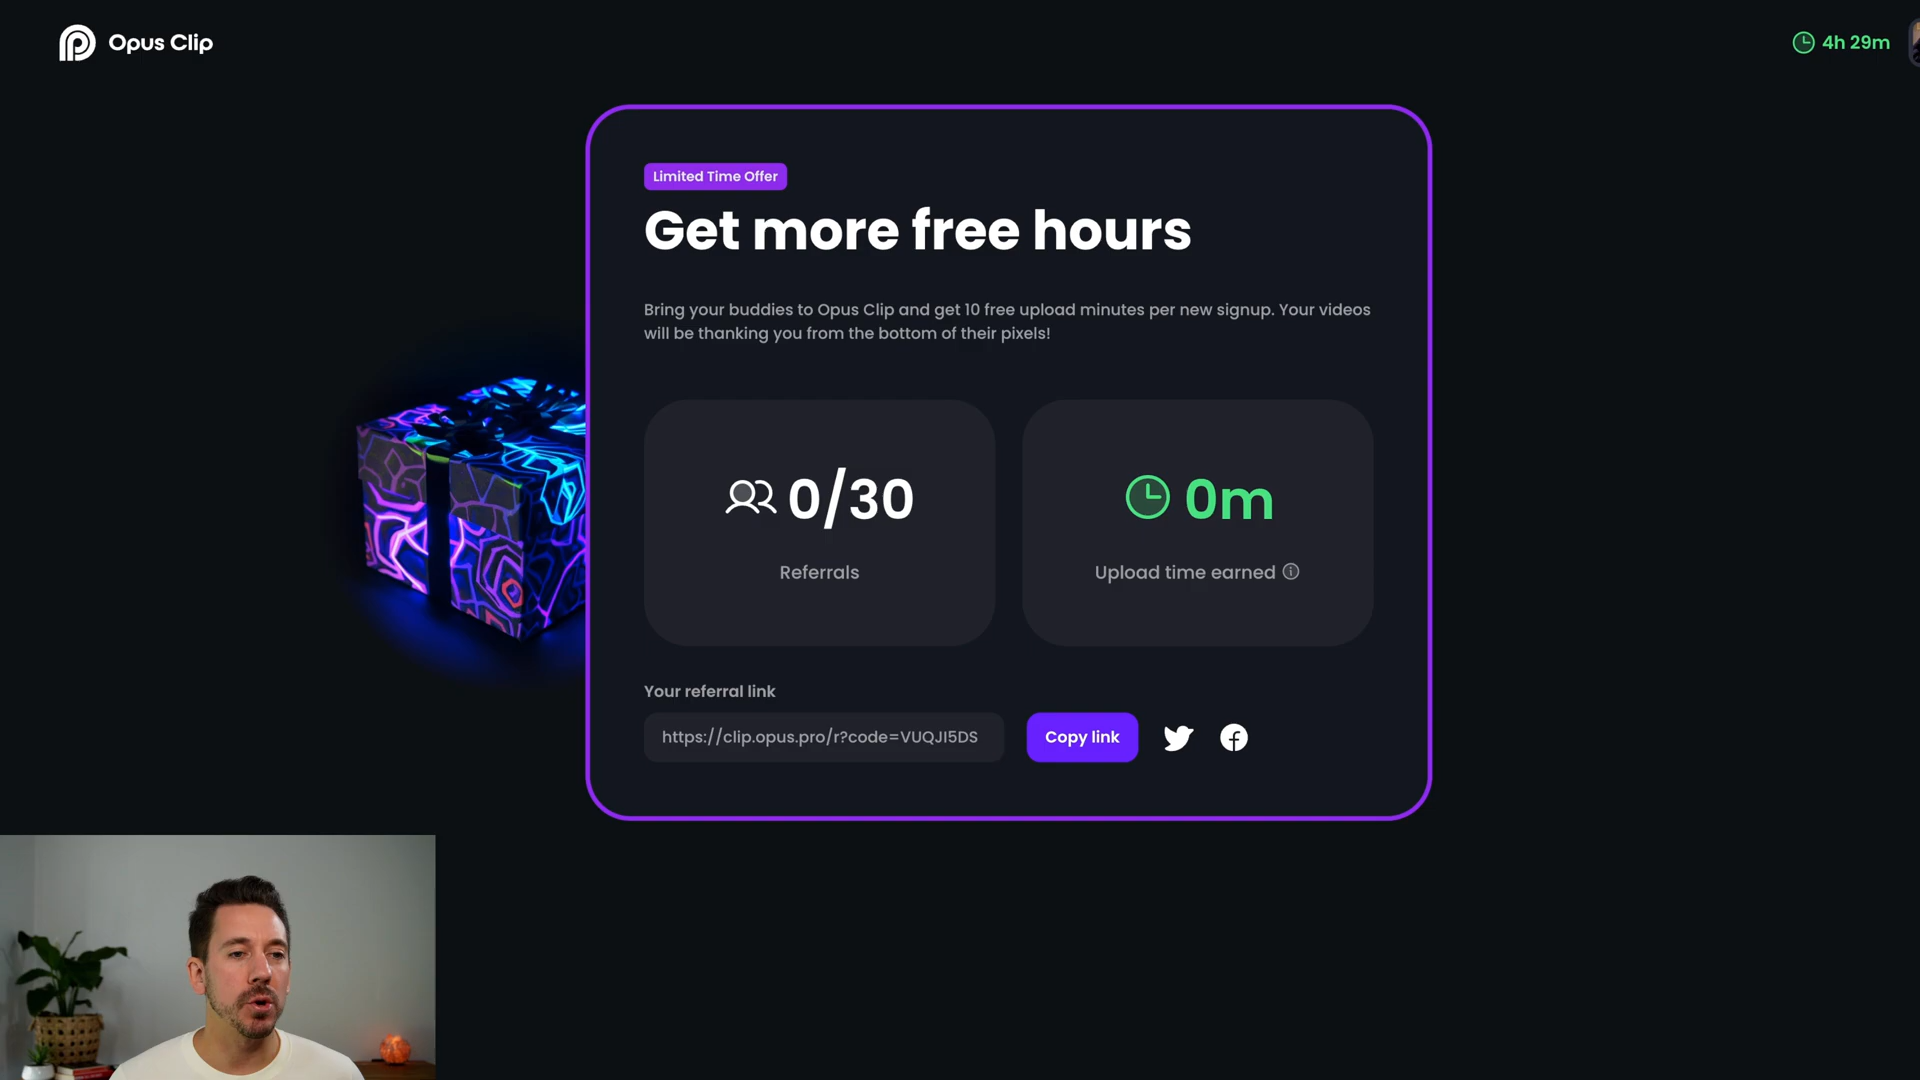 Opus Clip
4h 29m
Limited Time Offer
Get more free hours
Bring your buddies to Opus Clip and get 10 free upload minutes per new signup. Your videos
will be thanking you from the bottom of their pixels!
0/30
Referrals
0m
Upload time earned
Your referral link
https://clip.opus.pro/r?code=VUQJI5DS
Copy link